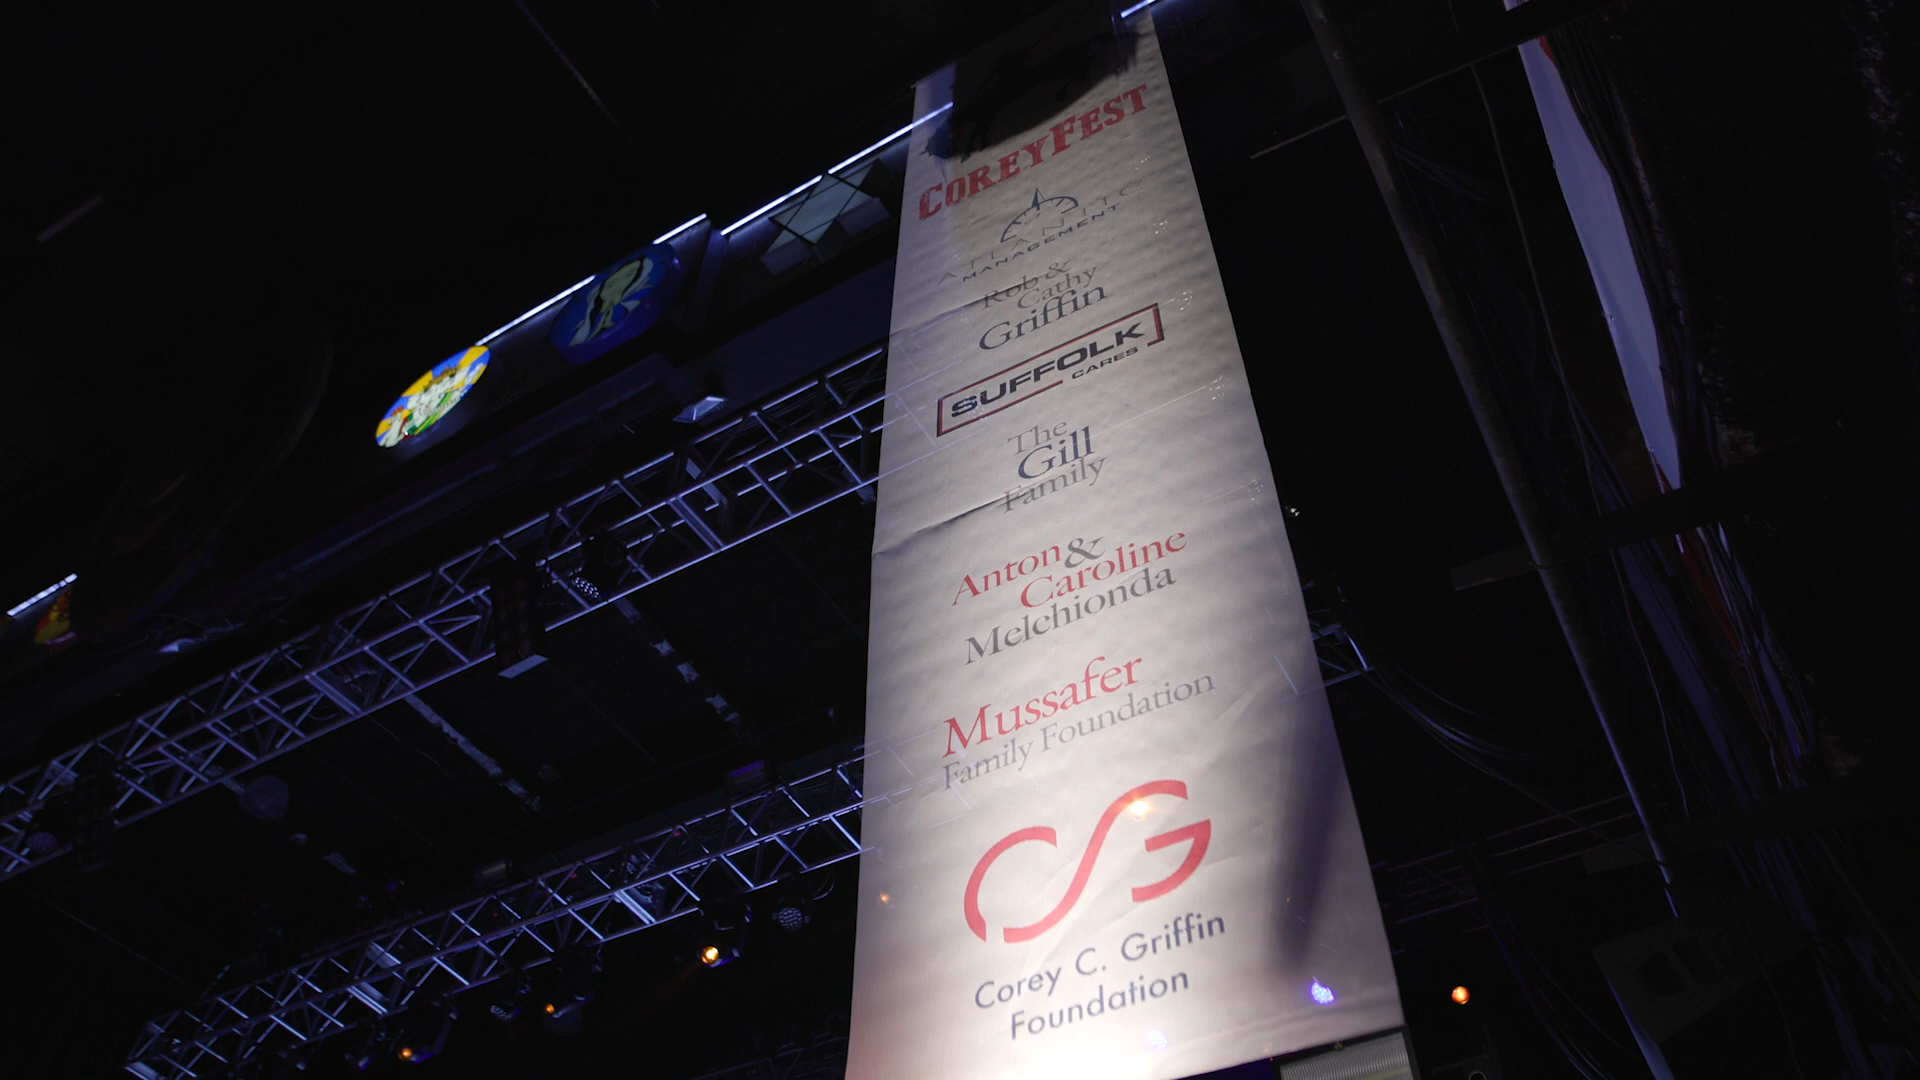 COREYFEST
ATLANTIC
MANAGEMENT
Rob &
Cathy
Griffin
SUFFOLK
CARES
The
Gill
Family
Anton &
Caroline
Melchionda
Mussafer
Family Foundation
CG
Corey C. Griffin
Foundation